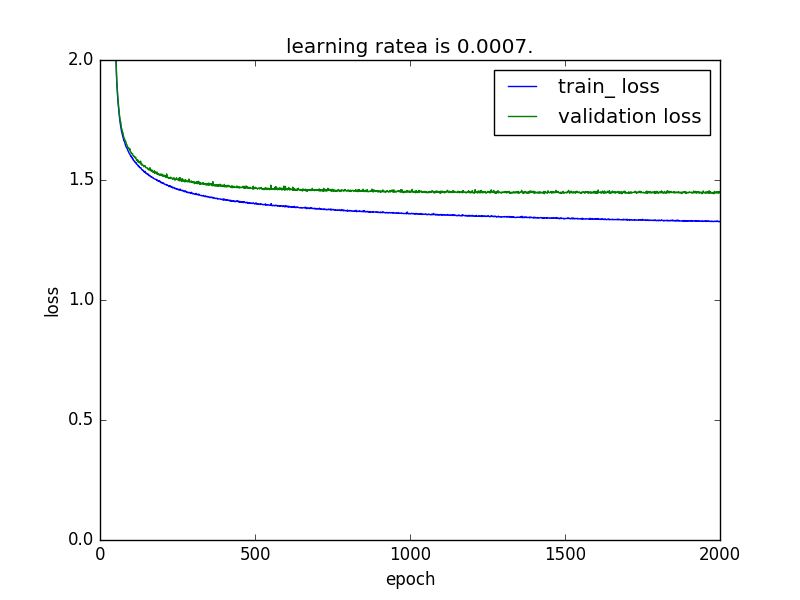 learning ratea is 0.0007.
train_ loss
validation loss
2.0
1.5
1.0
0.5
0.0
loss
0 500 1000 1500 2000
epoch